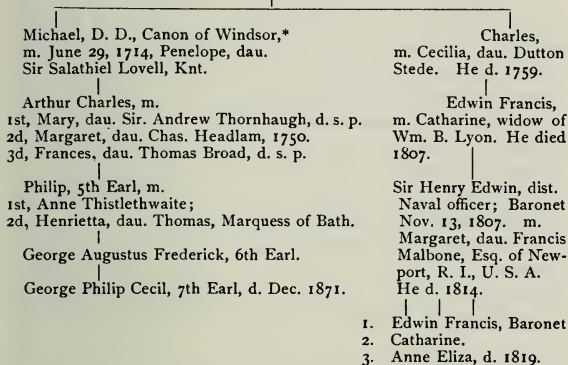 Michael, D. D., Canon of Windsor,*
m. June 29, 1714, Penelope, dau.
Sir Salathiel Lovell, Knt.
Arthur Charles, m.
1st, Mary, dau. Sir. Andrew Thornhaugh, d. s. p.
2d, Margaret, dau. Chas. Headlam, 1750.
3d, Frances, dau. Thomas Broad, d. s. p.
Philip, 5th Earl, m.
1st, Anne Thistlethwaite;
2d, Henrietta, dau. Thomas, Marquess of Bath.
George Augustus Frederick, 6th Earl.
George Philip Cecil, 7th Earl, d. Dec. 1871.
Charles,
m. Cecilia, dau. Dutton
Stede. He d. 1759.
Edwin Francis,
m. Catharine, widow of
Wm. B. Lyon. He died
1807.
Sir Henry Edwin, dist.
Naval officer; Baronet
Nov. 13, 1807. m.
Margaret, dau. Francis
Malbone, Esq. of New-
port, R. I., U. S. A.
He d. 1814.
1. Edwin Francis, Baronet
2. Catharine.
3. Anne Eliza, d. 1819.